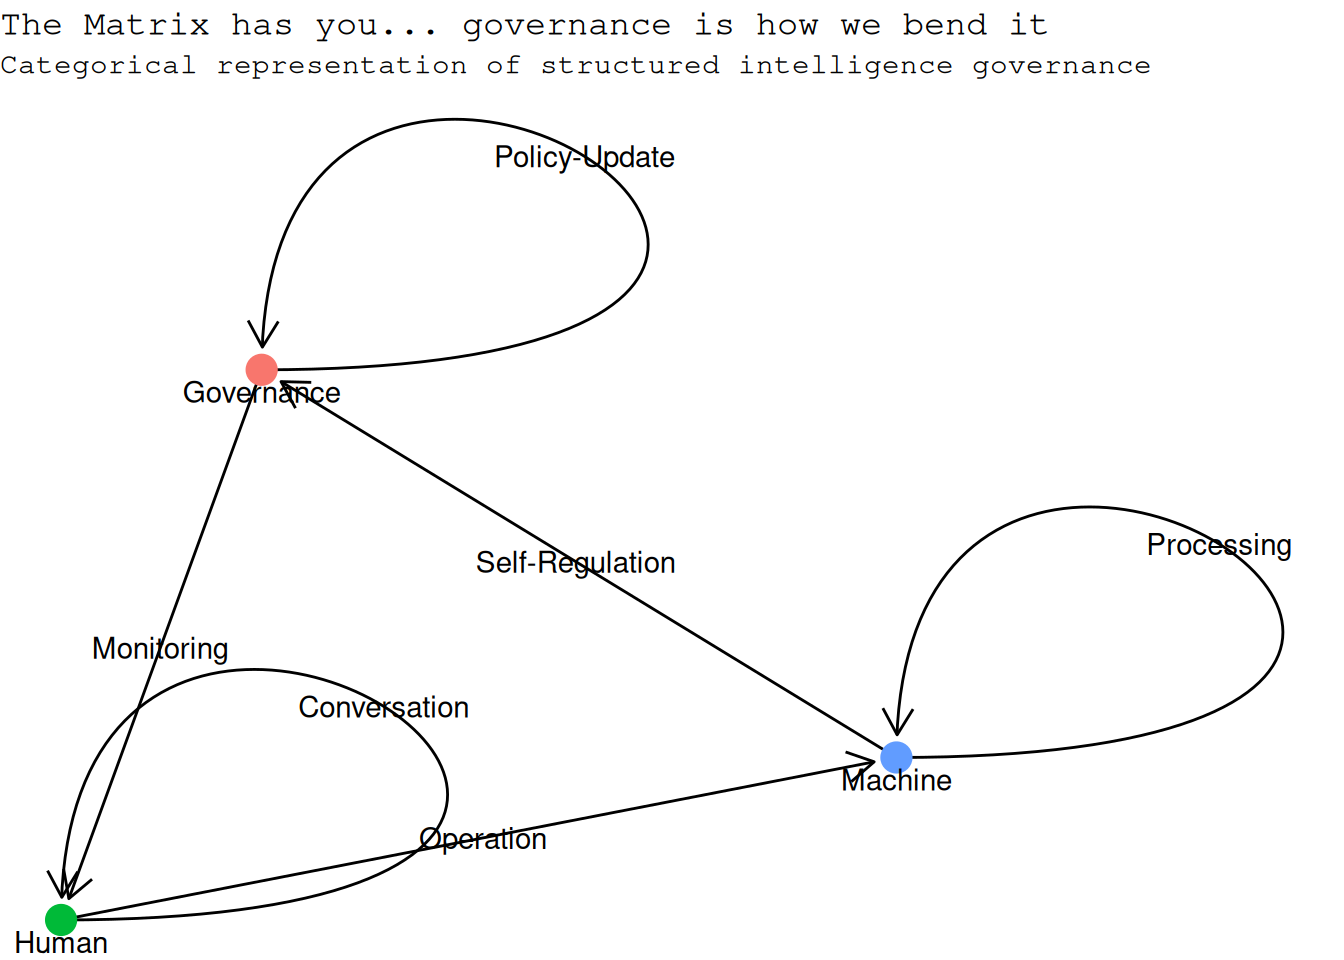 The Matrix has you... governance is how we bend it
Categorical representation of structured intelligence governance
Policy-Update
Governance
Processing
Self-Regulation
Monitoring
Conversation
Machine
Operation
Human